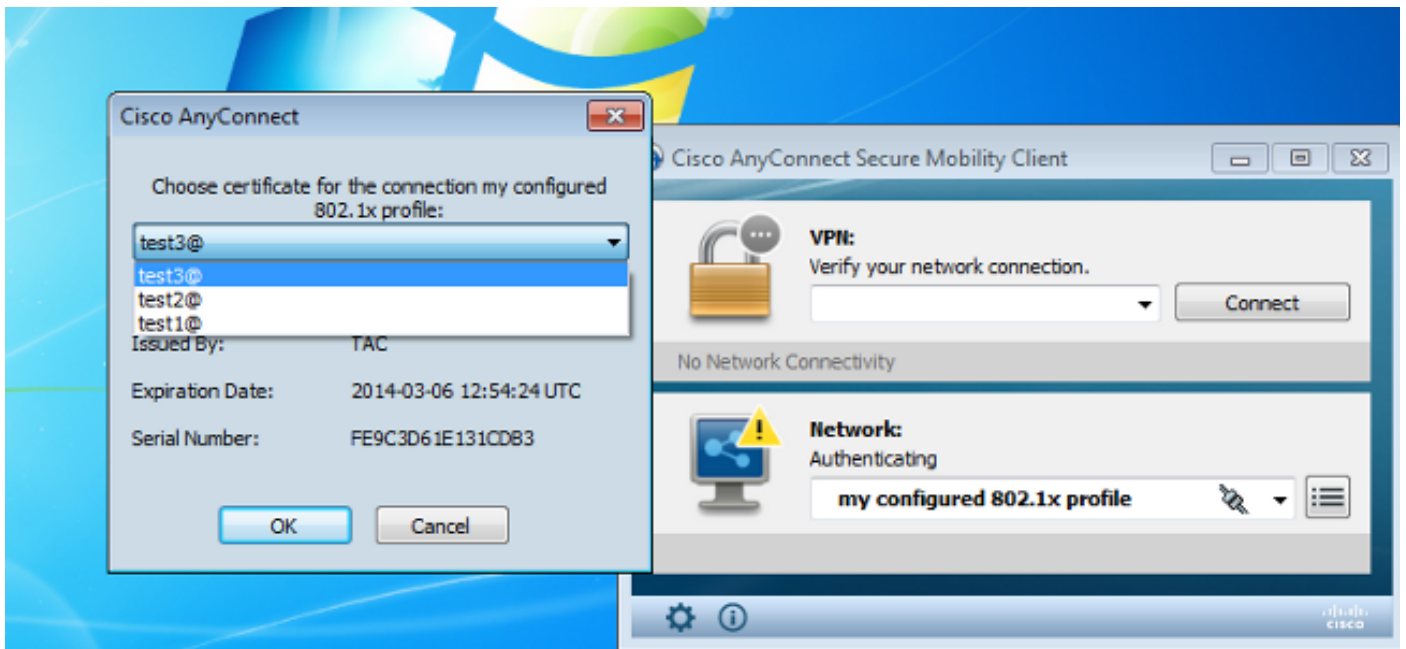 Cisco AnyConnect
Choose certificate for the connection my configured
802.1x profile:
test3@
test3@
test2@
test1@
Issued By: TAC
Expiration Date: 2014-03-06 12:54:24 UTC
Serial Number: FE9C3D61E131CDB3
OK Cancel
Cisco AnyConnect Secure Mobility Client
VPN:
Verify your network connection.
Connect
No Network Connectivity
Network:
Authenticating
my configured 802.1x profile
CISCO